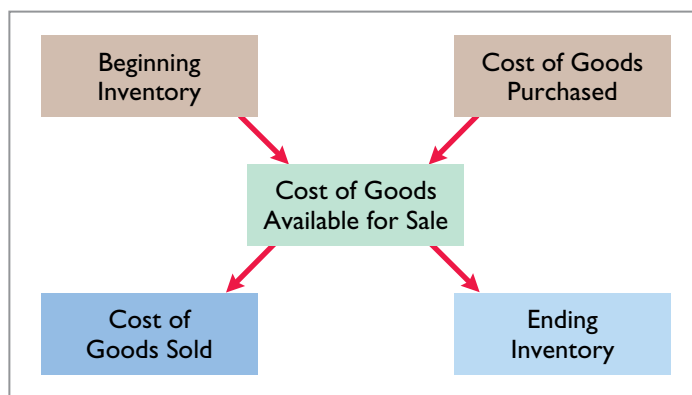 Beginning
Inventory
Cost of Goods
Purchased
Cost of Goods
Available for Sale
Cost of
Goods Sold
Ending
Inventory